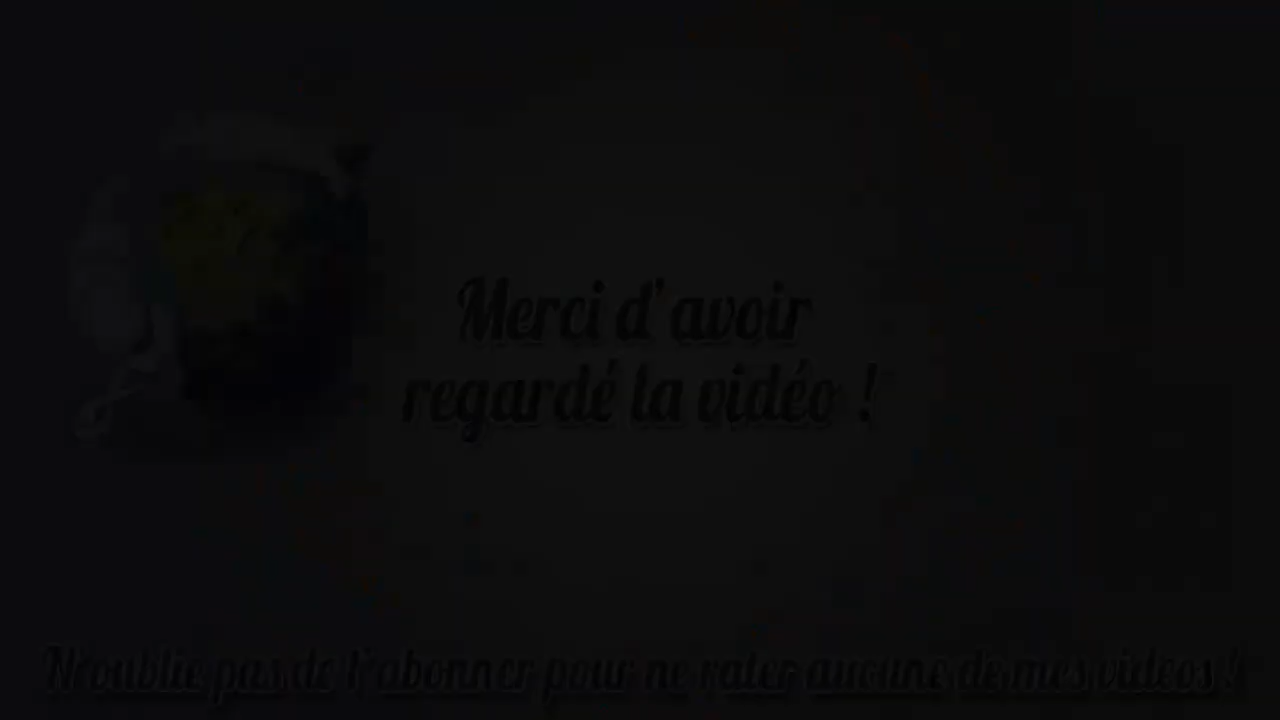 Merci d'avoir
regardé la vidéo !
N'oublie pas de t'abonner pour ne rater aucune de mes vidéos !